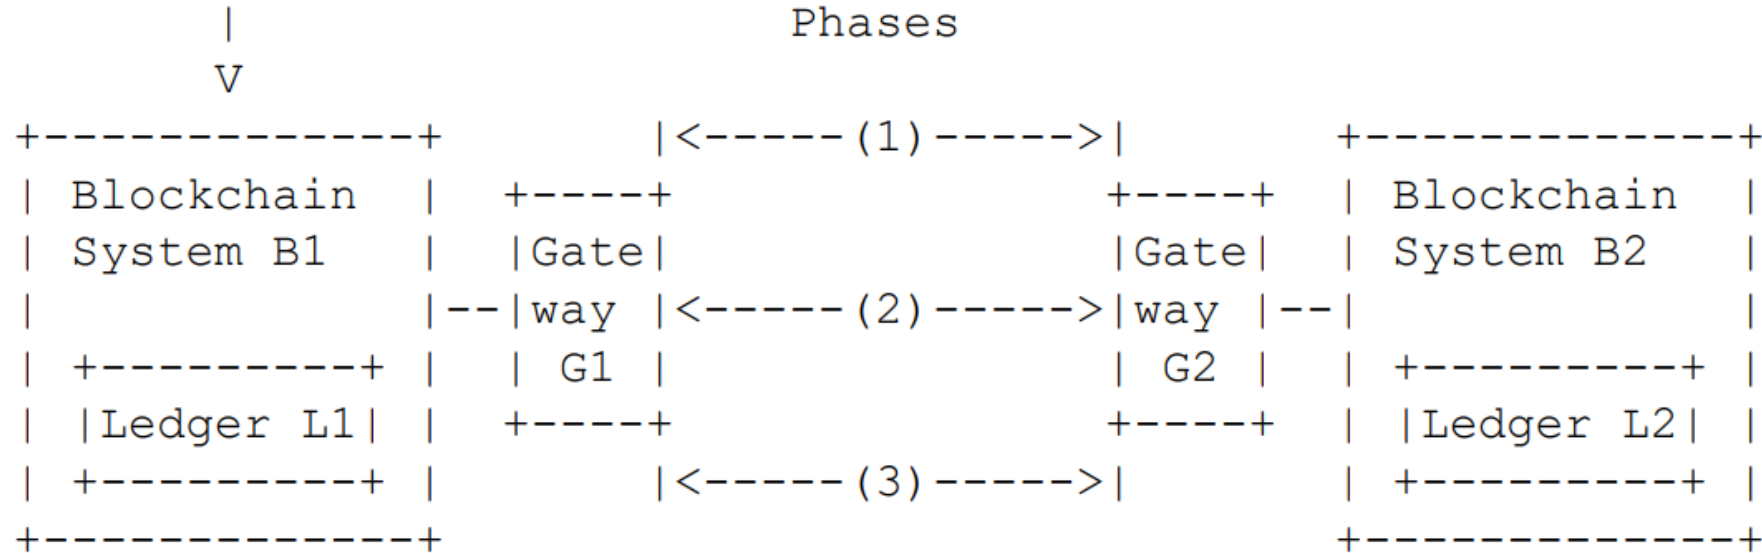 |                           Phases
             V
+-------------+       |<-----(1)----->|       +-------------+
| Blockchain  |  +----+               +----+  | Blockchain  |
| System B1   |  |Gate|               |Gate|  | System B2   |
|             |--|way |<-----(2)----->|way |--|             |
| +---------+ |  | G1 |               | G2 |  | +---------+ |
| |Ledger L1| |  +----+               +----+  | |Ledger L2| |
| +---------+ |       |<-----(3)----->|       | +---------+ |
+-------------+                               +-------------+